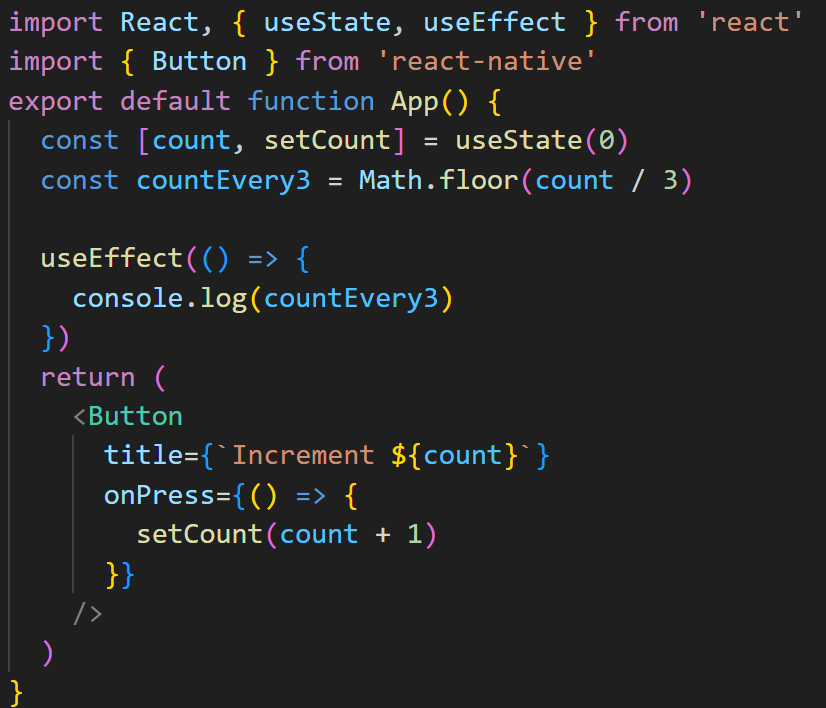 import React, { useState, useEffect } from 'react'
import { Button } from 'react-native'
export default function App() {
  const [count, setCount] = useState(0)
  const countEvery3 = Math.floor(count / 3)

  useEffect(() => {
    console.log(countEvery3)
  })
  return (
    <Button
      title={`Increment ${count}`}
      onPress={() => {
        setCount(count + 1)
      }}
    />
  )
}